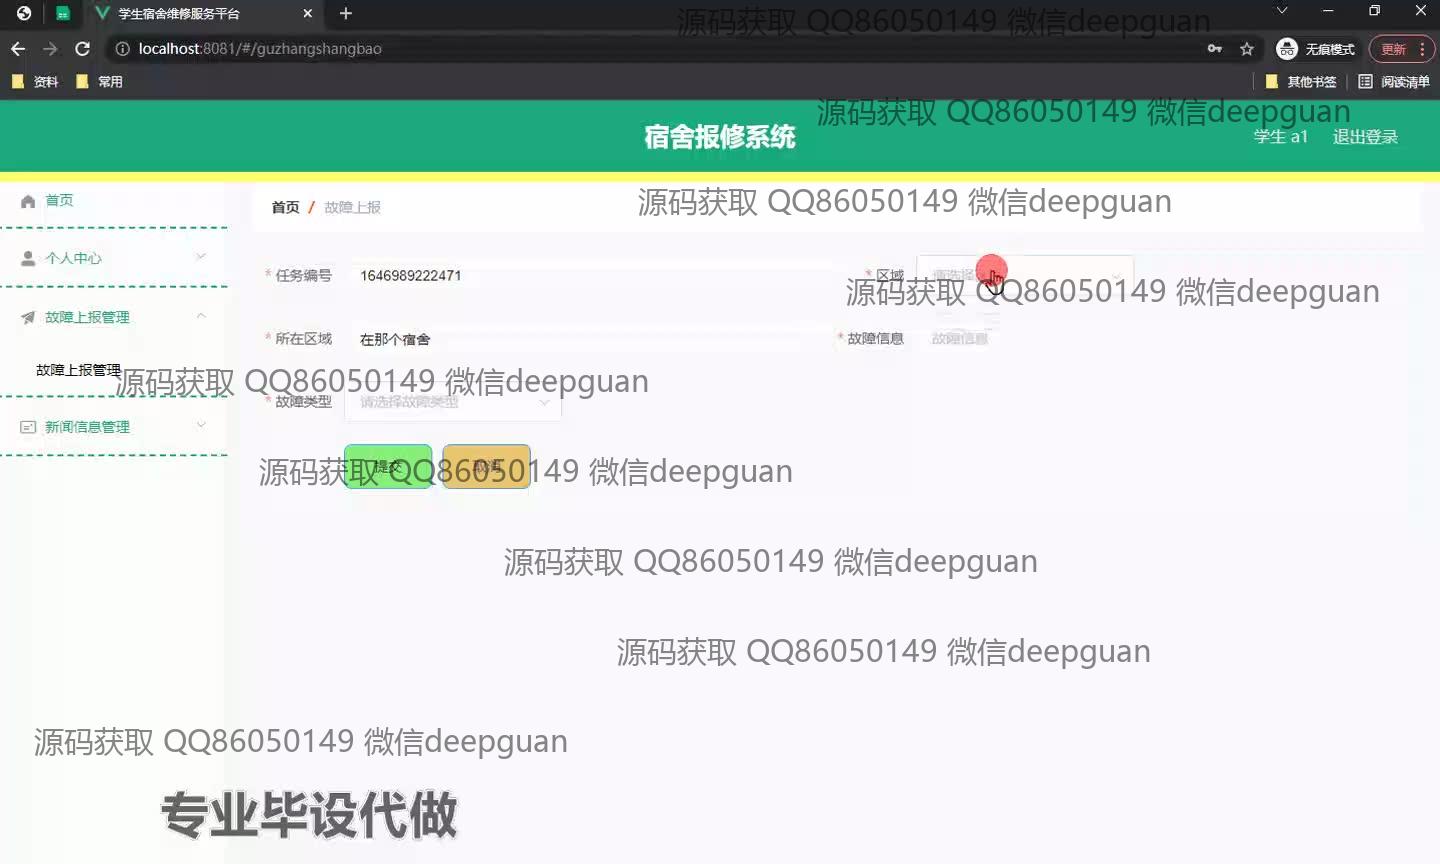 学生宿舍维修服务平台
源码获取 QQ86050149 微信deepguan
localhost:8081/#/guzhangshangbao
无痕模式
更新
资料
常用
其他书签
阅读清单
源码获取 QQ86050149 微信deepguan
宿舍报修系统
学生 a1
退出登录
首页
首页 / 故障上报
源码获取 QQ86050149 微信deepguan
个人中心
* 任务编号
1646989222471
* 区域
请选择
源码获取 QQ86050149 微信deepguan
故障上报管理
* 所在区域
在那个宿舍
* 故障信息
故障信息
故障上报管理
源码获取 QQ86050149 微信deepguan
* 故障类型
请选择故障类型
新闻信息管理
提交
取消
源码获取 QQ86050149 微信deepguan
源码获取 QQ86050149 微信deepguan
源码获取 QQ86050149 微信deepguan
源码获取 QQ86050149 微信deepguan
专业毕设代做